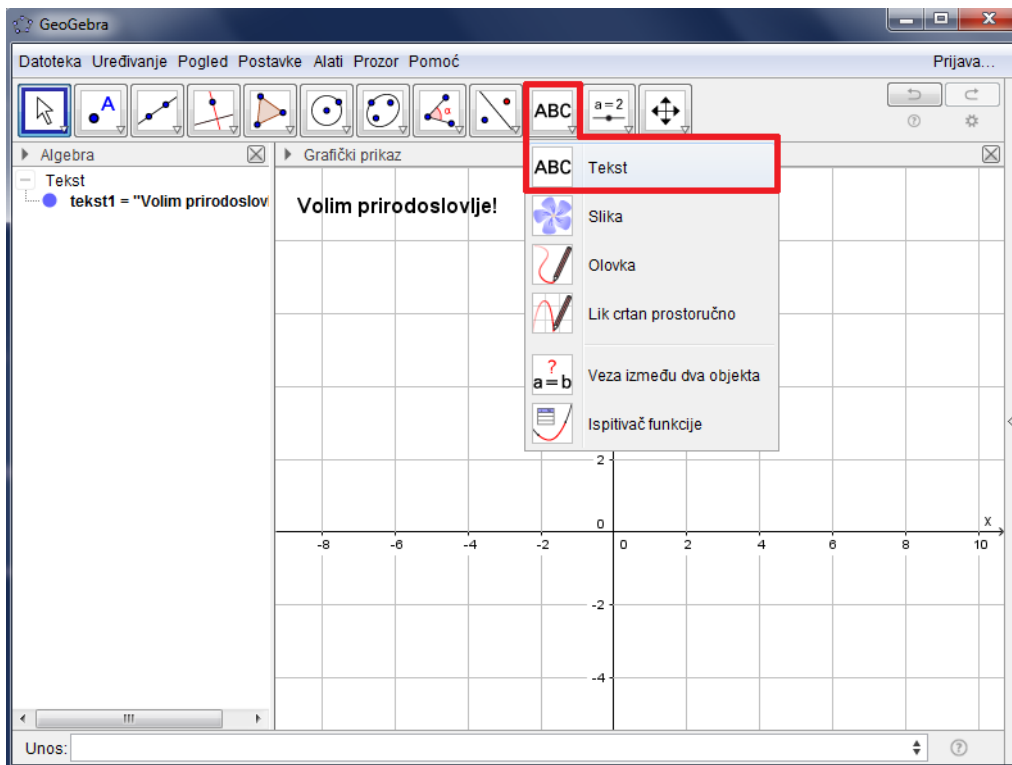 GeoGebra
Datoteka Uređivanje Pogled Postavke Alati Prozor Pomoć Prijava...
A α ABC a=2
Algebra
Grafički prikaz
Tekst
tekst1 = "Volim prirodoslovl
Volim prirodoslovlje!
ABC Tekst
Slika
Olovka
Lik crtan prostoručno
? a=b Veza između dva objekta
Ispitivač funkcije
2
0
x
-8 -6 -4 -2 0 2 4 6 8 10
-2
-4
Unos: